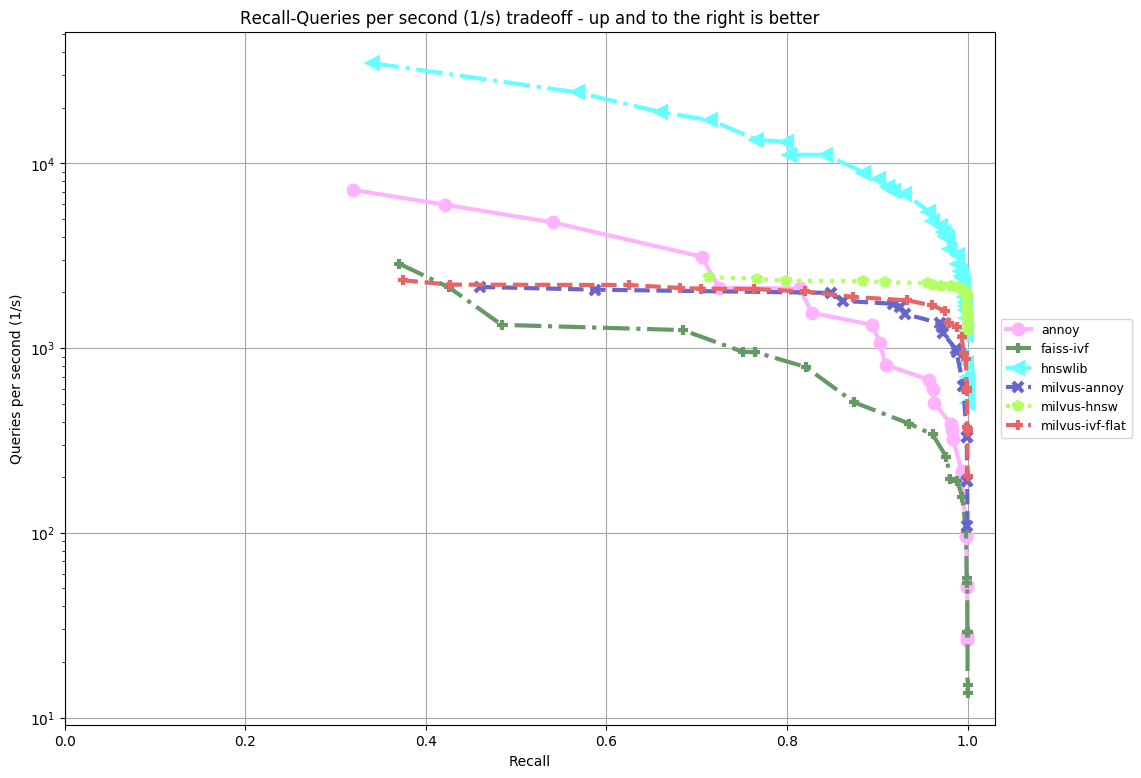 Recall-Queries per second (1/s) tradeoff - up and to the right is better
Queries per second (1/s)
10^4
10^3
10^2
10^1
0.0 0.2 0.4 0.6 0.8 1.0
Recall
annoy
faiss-ivf
hnswlib
milvus-annoy
milvus-hnsw
milvus-ivf-flat